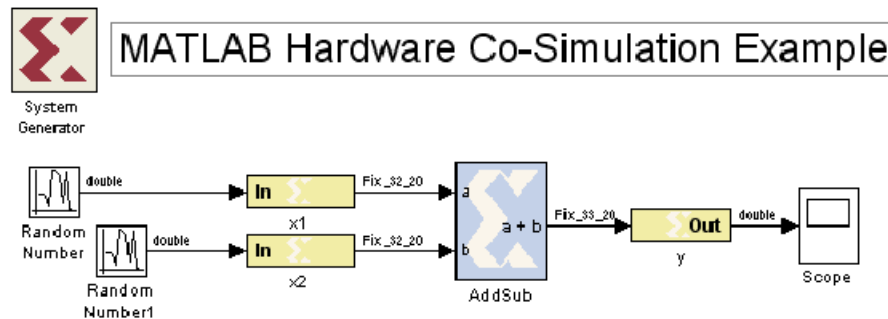 MATLAB Hardware Co-Simulation Example
System
Generator
double
Random
Number
In
x1
Fix_32_20
a
double
Random
Number1
In
x2
Fix_32_20
b
a + b
AddSub
Fix_33_20
Out
y
double
Scope